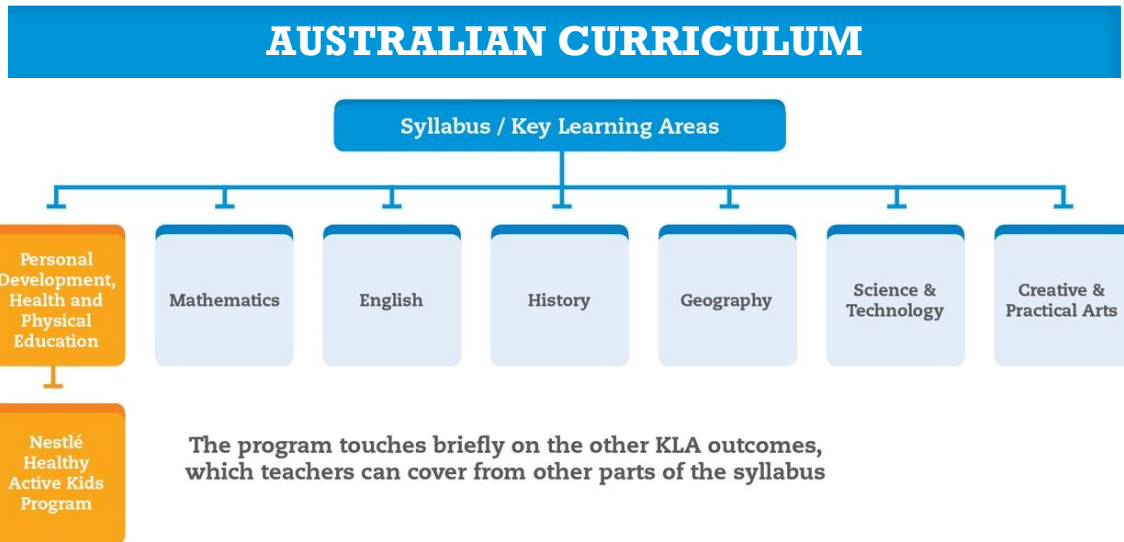 AUSTRALIAN CURRICULUM
Syllabus / Key Learning Areas
Personal
Development,
Health and
Physical
Education
Mathematics
English
History
Geography
Science &
Technology
Creative &
Practical Arts
Nestlé
Healthy
Active Kids
Program
The program touches briefly on the other KLA outcomes,
which teachers can cover from other parts of the syllabus